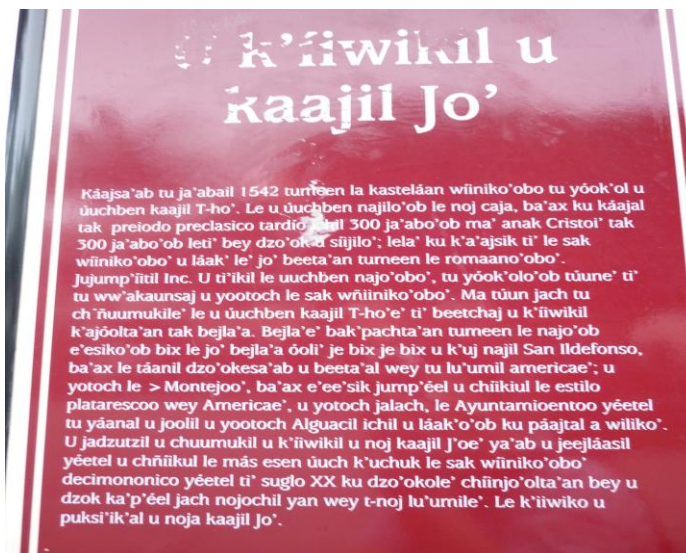 U k'íiwikil u
kaajil Jo'
Káajsa'ab tu ja'abail 1542 tumeen la kasteláan wíiniko'obo tu yóok'ol u
úuchben kaajil T-ho'. Le u úuchben najilo'ob le noj caja, ba'ax ku káajal
tak preiodo preclasico tardío ichil 300 ja'abo'ob ma' anak Cristoi' tak
300 ja'abo'ob leti' bey dzo'ok u síijilo'; lela' ku k'a'ajsik ti' le sak
wíiniko'obo' u láak' le' jo' beeta'an tumeen le romaano'obo'.
Jujump'íitil Inc. U ti'ikil le uuchben najo'obo', tu yóok'olo'ob túune' ti'
tu ww'akaunsaj u yootoch le sak wñiiniko'obo'. Ma túun jach tu
ch¨ñuumukile' le u úuchben kaajil T-ho'e' ti' beetchaj u k'íiwikil
k'ajóolta'an tak bejla'a. Bejla'e' bak'pachta'an tumeen le najo'ob
e'esiko'ob bix le jo' bejla'a óoli' je bix je bix u k'uj najil San Ildefonso,
ba'ax le táanil dzo'okesa'ab u beeta'al wey tu lu'umil americae'; u
yotoch le > Montejoo', ba'ax e'ee'sik jump'éel u chíikiul le estilo
platarescoo wey Americae', u yotoch jalach, le Ayuntamioentoo yéetel
tu yáanal u joolil u yootoch Alguacil ichil u láak'o'ob ku páajtal a wiliko'.
U jadzutzil u chuumukil u k'íiwikil u noj kaajil J'oe' ya'ab u jeejláasil
yéetel u chñíikul le más esen úuch k'uchuk le sak wíiniko'obo'
decimononico yéetel ti' suglo XX ku dzo'okole' chíinjo'olta'an bey u
dzok ka'p'éel jach nojochil yan wey t-noj lu'umile'. Le k'iiwiko u
puksi'ik'al u noja kaajil Jo'.